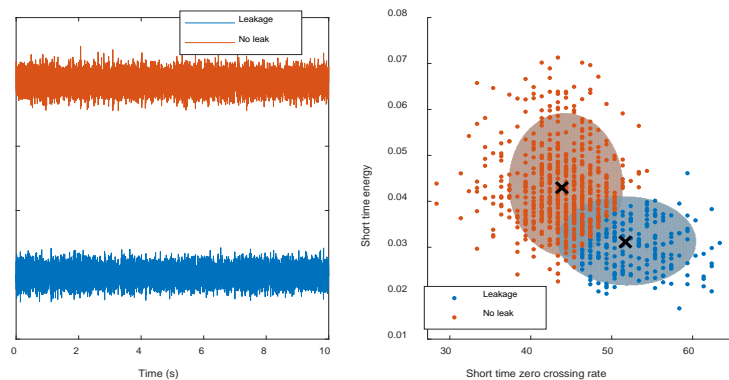 Leakage
No leak
0
2
4
6
8
10
Time (s)
0.08
0.07
0.06
0.05
0.04
0.03
0.02
0.01
Short time energy
Leakage
No leak
30
40
50
60
Short time zero crossing rate